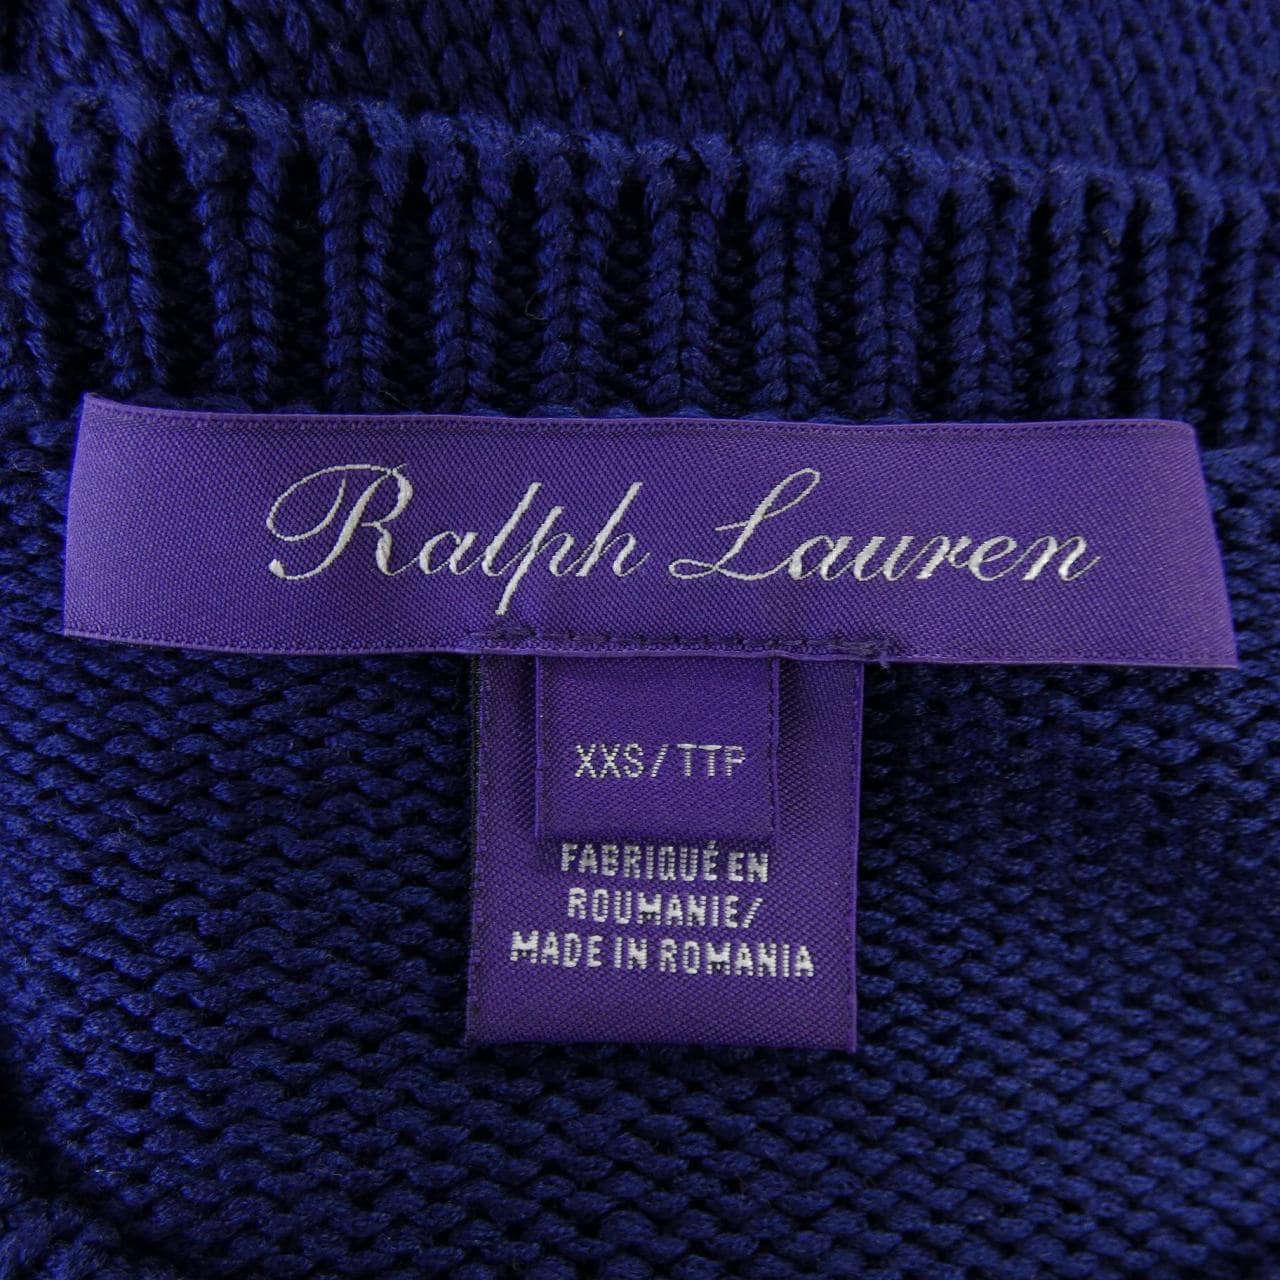 Ralph Lauren
XXS/TTP
FABRIQUÉ EN
ROUMANIE/
MADE IN ROMANIA